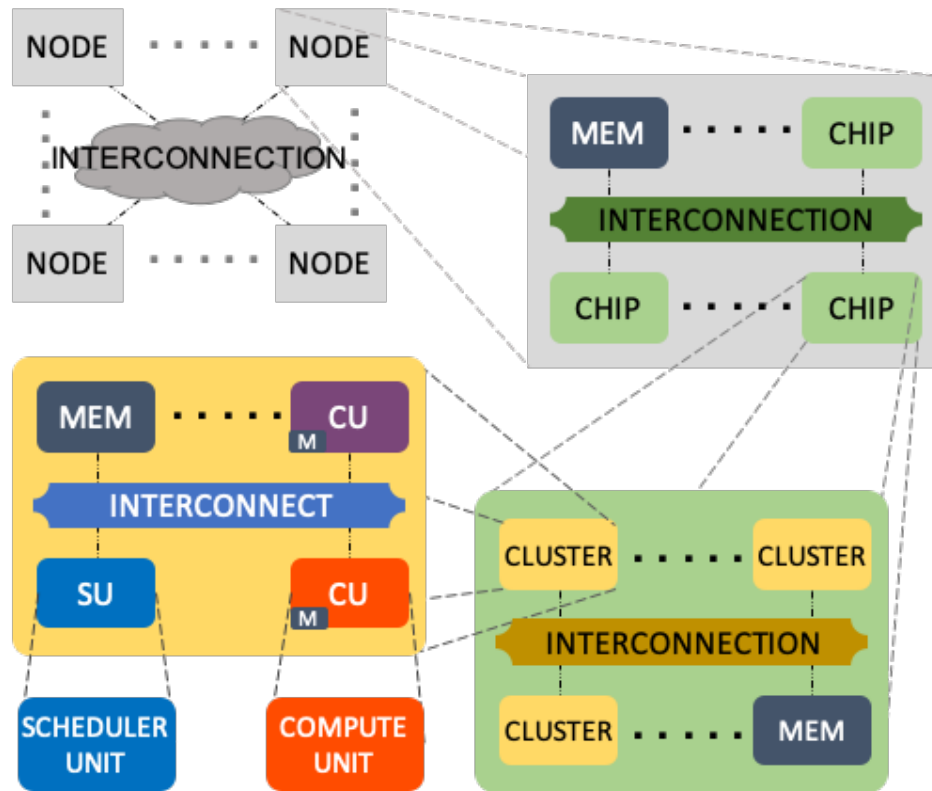 NODE
NODE
INTERCONNECTION
NODE
NODE
MEM
CHIP
INTERCONNECTION
CHIP
CHIP
MEM
CU
M
INTERCONNECT
SU
CU
M
SCHEDULER
UNIT
COMPUTE
UNIT
CLUSTER
CLUSTER
INTERCONNECTION
CLUSTER
MEM